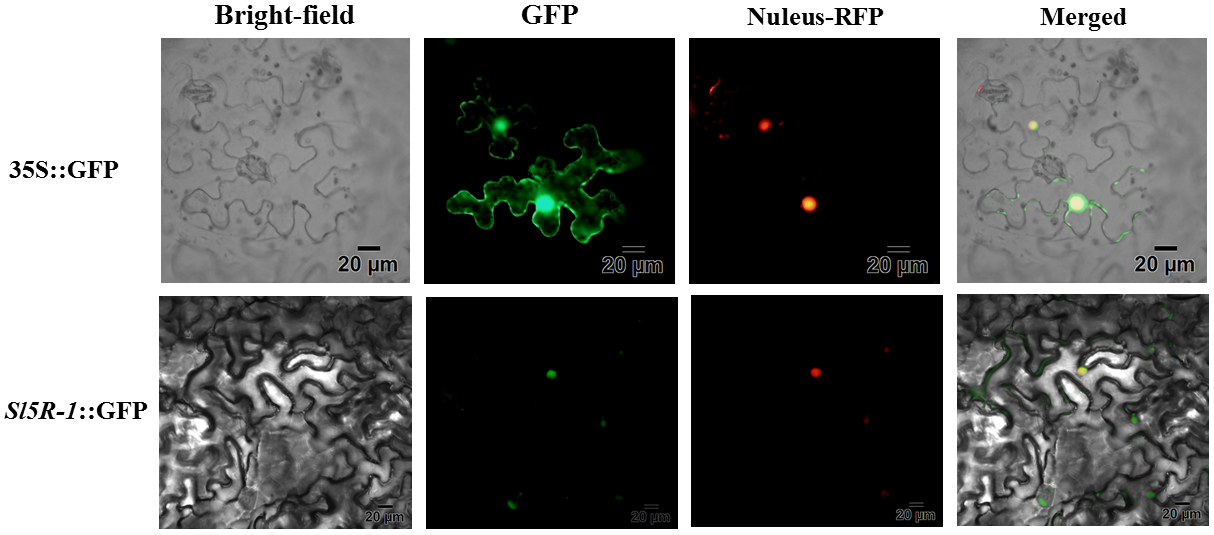 Bright-field GFP Nuleus-RFP Merged
35S::GFP
20 μm 20 μm 20 μm 20 μm
Sl5R-1::GFP
20 μm 20 μm 20 μm 20 μm